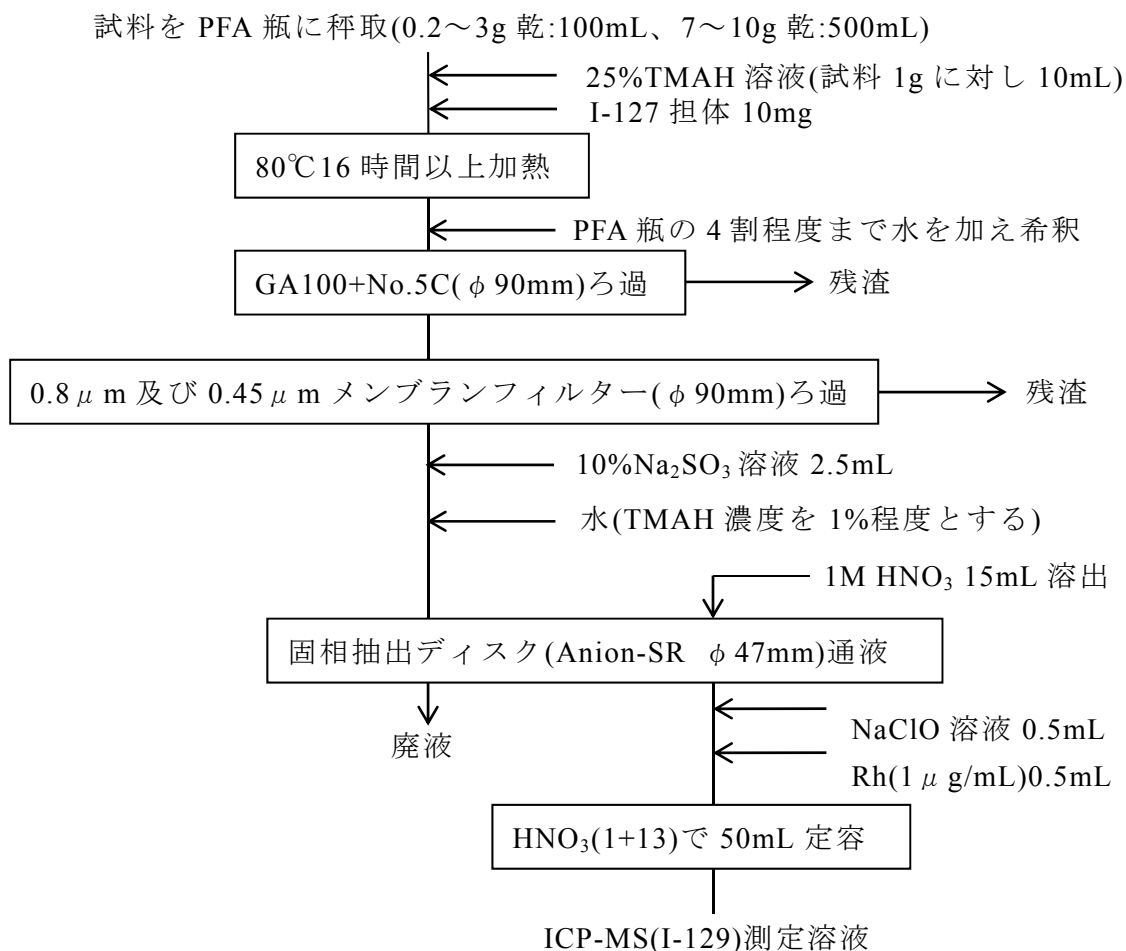 試料を PFA 瓶に秤取(0.2～3g 乾:100mL、7～10g 乾:500mL)
25%TMAH 溶液(試料 1g に対し 10mL)
I-127 担体 10mg
80℃16 時間以上加熱
PFA 瓶の 4 割程度まで水を加え希釈
GA100+No.5C(φ90mm)ろ過
残渣
0.8μm 及び 0.45μm メンブランフィルター(φ90mm)ろ過
残渣
10%Na₂SO₃ 溶液 2.5mL
水(TMAH 濃度を 1%程度とする)
1M HNO₃ 15mL 溶出
固相抽出ディスク(Anion-SR φ47mm)通液
廃液
NaClO 溶液 0.5mL
Rh(1μg/mL)0.5mL
HNO₃(1+13)で 50mL 定容
ICP-MS(I-129)測定溶液